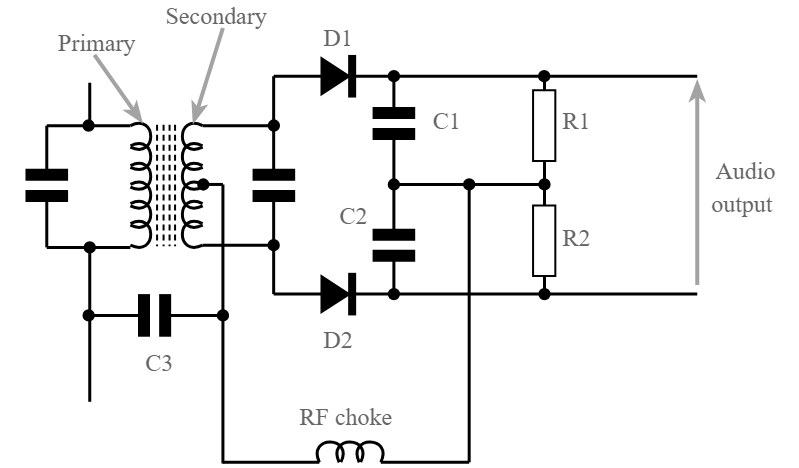 Secondary
Primary
D1
C1
R1
Audio
output
C2
R2
D2
C3
RF choke